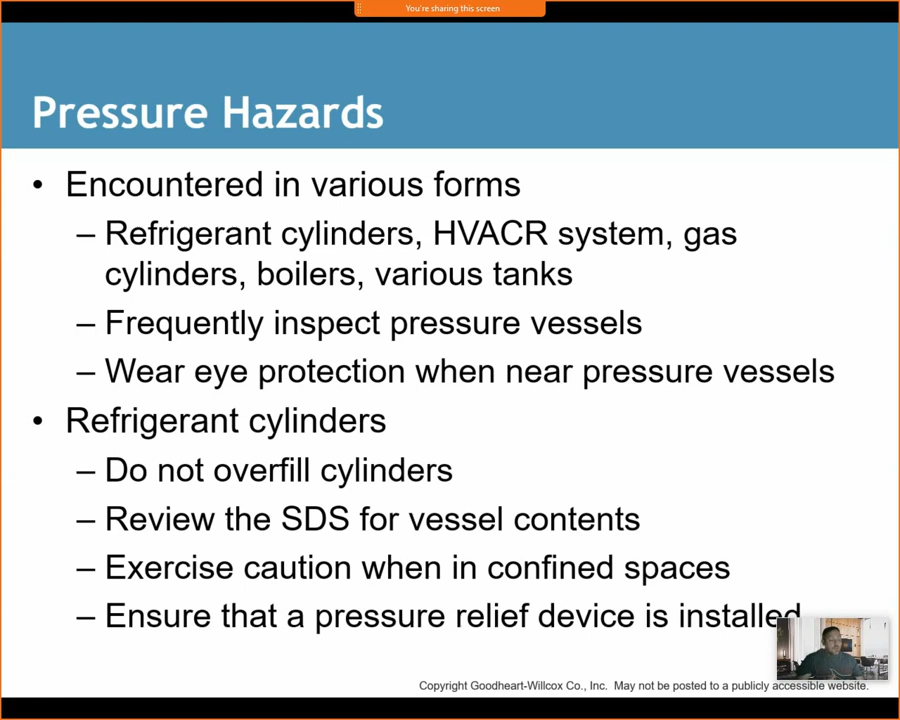 You're sharing this screen
Pressure Hazards
• Encountered in various forms
– Refrigerant cylinders, HVACR system, gas
cylinders, boilers, various tanks
– Frequently inspect pressure vessels
– Wear eye protection when near pressure vessels
• Refrigerant cylinders
– Do not overfill cylinders
– Review the SDS for vessel contents
– Exercise caution when in confined spaces
– Ensure that a pressure relief device is installed
Copyright Goodheart-Willcox Co., Inc. May not be posted to a publicly accessible website.